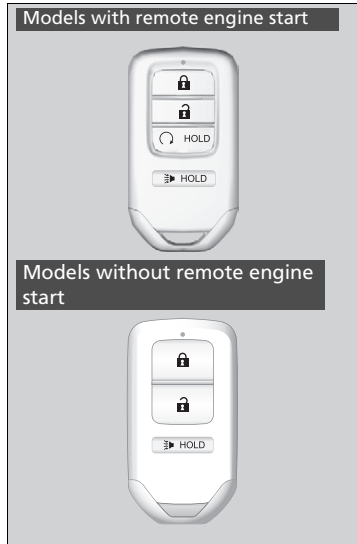 Models with remote engine start
HOLD
HOLD
Models without remote engine
start
HOLD